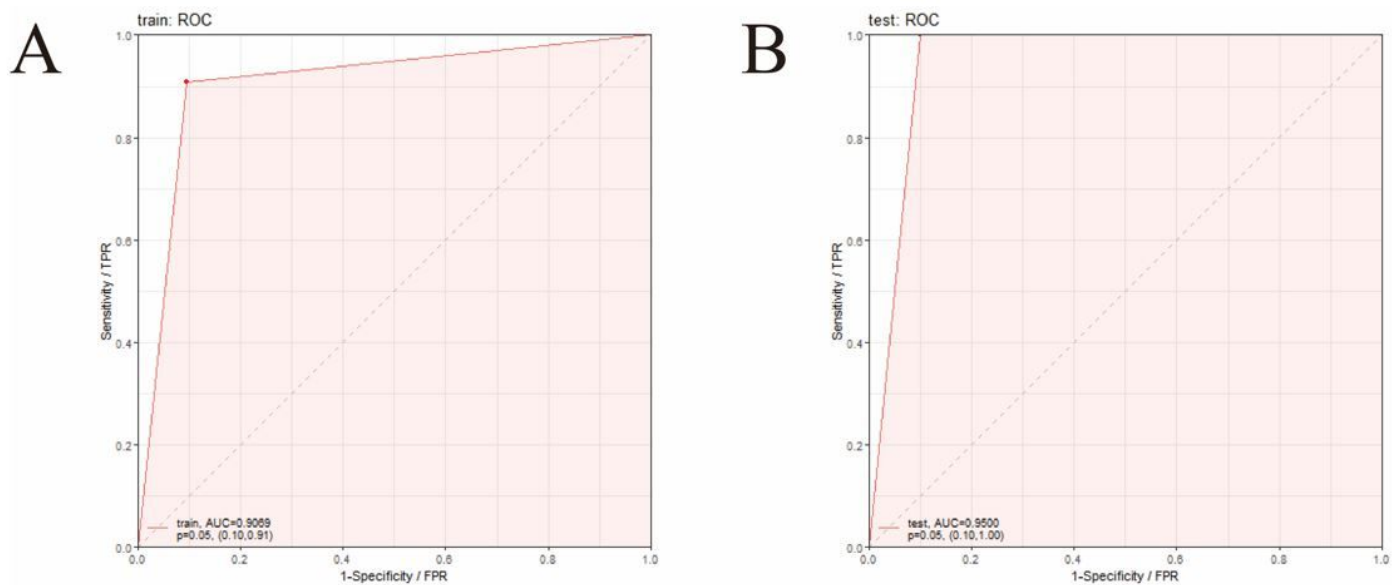 A
train: ROC
1.0
0.8
0.6
0.4
0.2
0.0
Sensitivity / TPR
train, AUC=0.9069
p=0.05, (0.10,0.91)
0.0 0.2 0.4 0.6 0.8 1.0
1-Specificity / FPR
B
test: ROC
1.0
0.8
0.6
0.4
0.2
0.0
Sensitivity / TPR
test, AUC=0.9500
p=0.05, (0.10,1.00)
0.0 0.2 0.4 0.6 0.8 1.0
1-Specificity / FPR